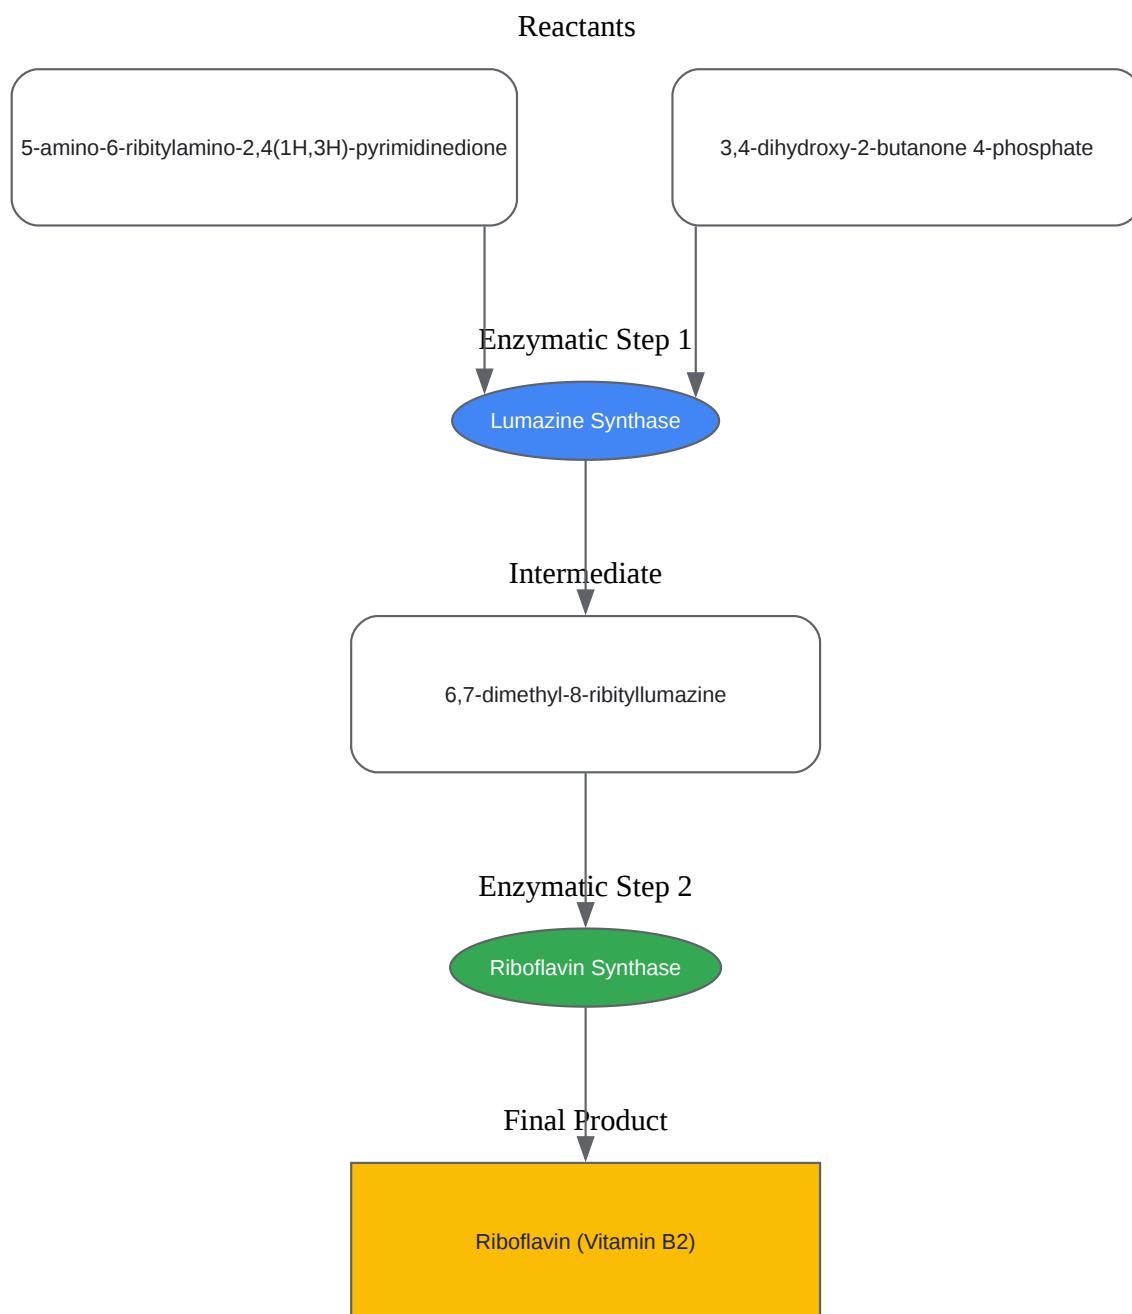 Reactants
5-amino-6-ribitylamino-2,4(1H,3H)-pyrimidinedione
3,4-dihydroxy-2-butanone 4-phosphate
Enzymatic Step 1
Lumazine Synthase
Intermediate
6,7-dimethyl-8-ribityllumazine
Enzymatic Step 2
Riboflavin Synthase
Final Product
Riboflavin (Vitamin B2)